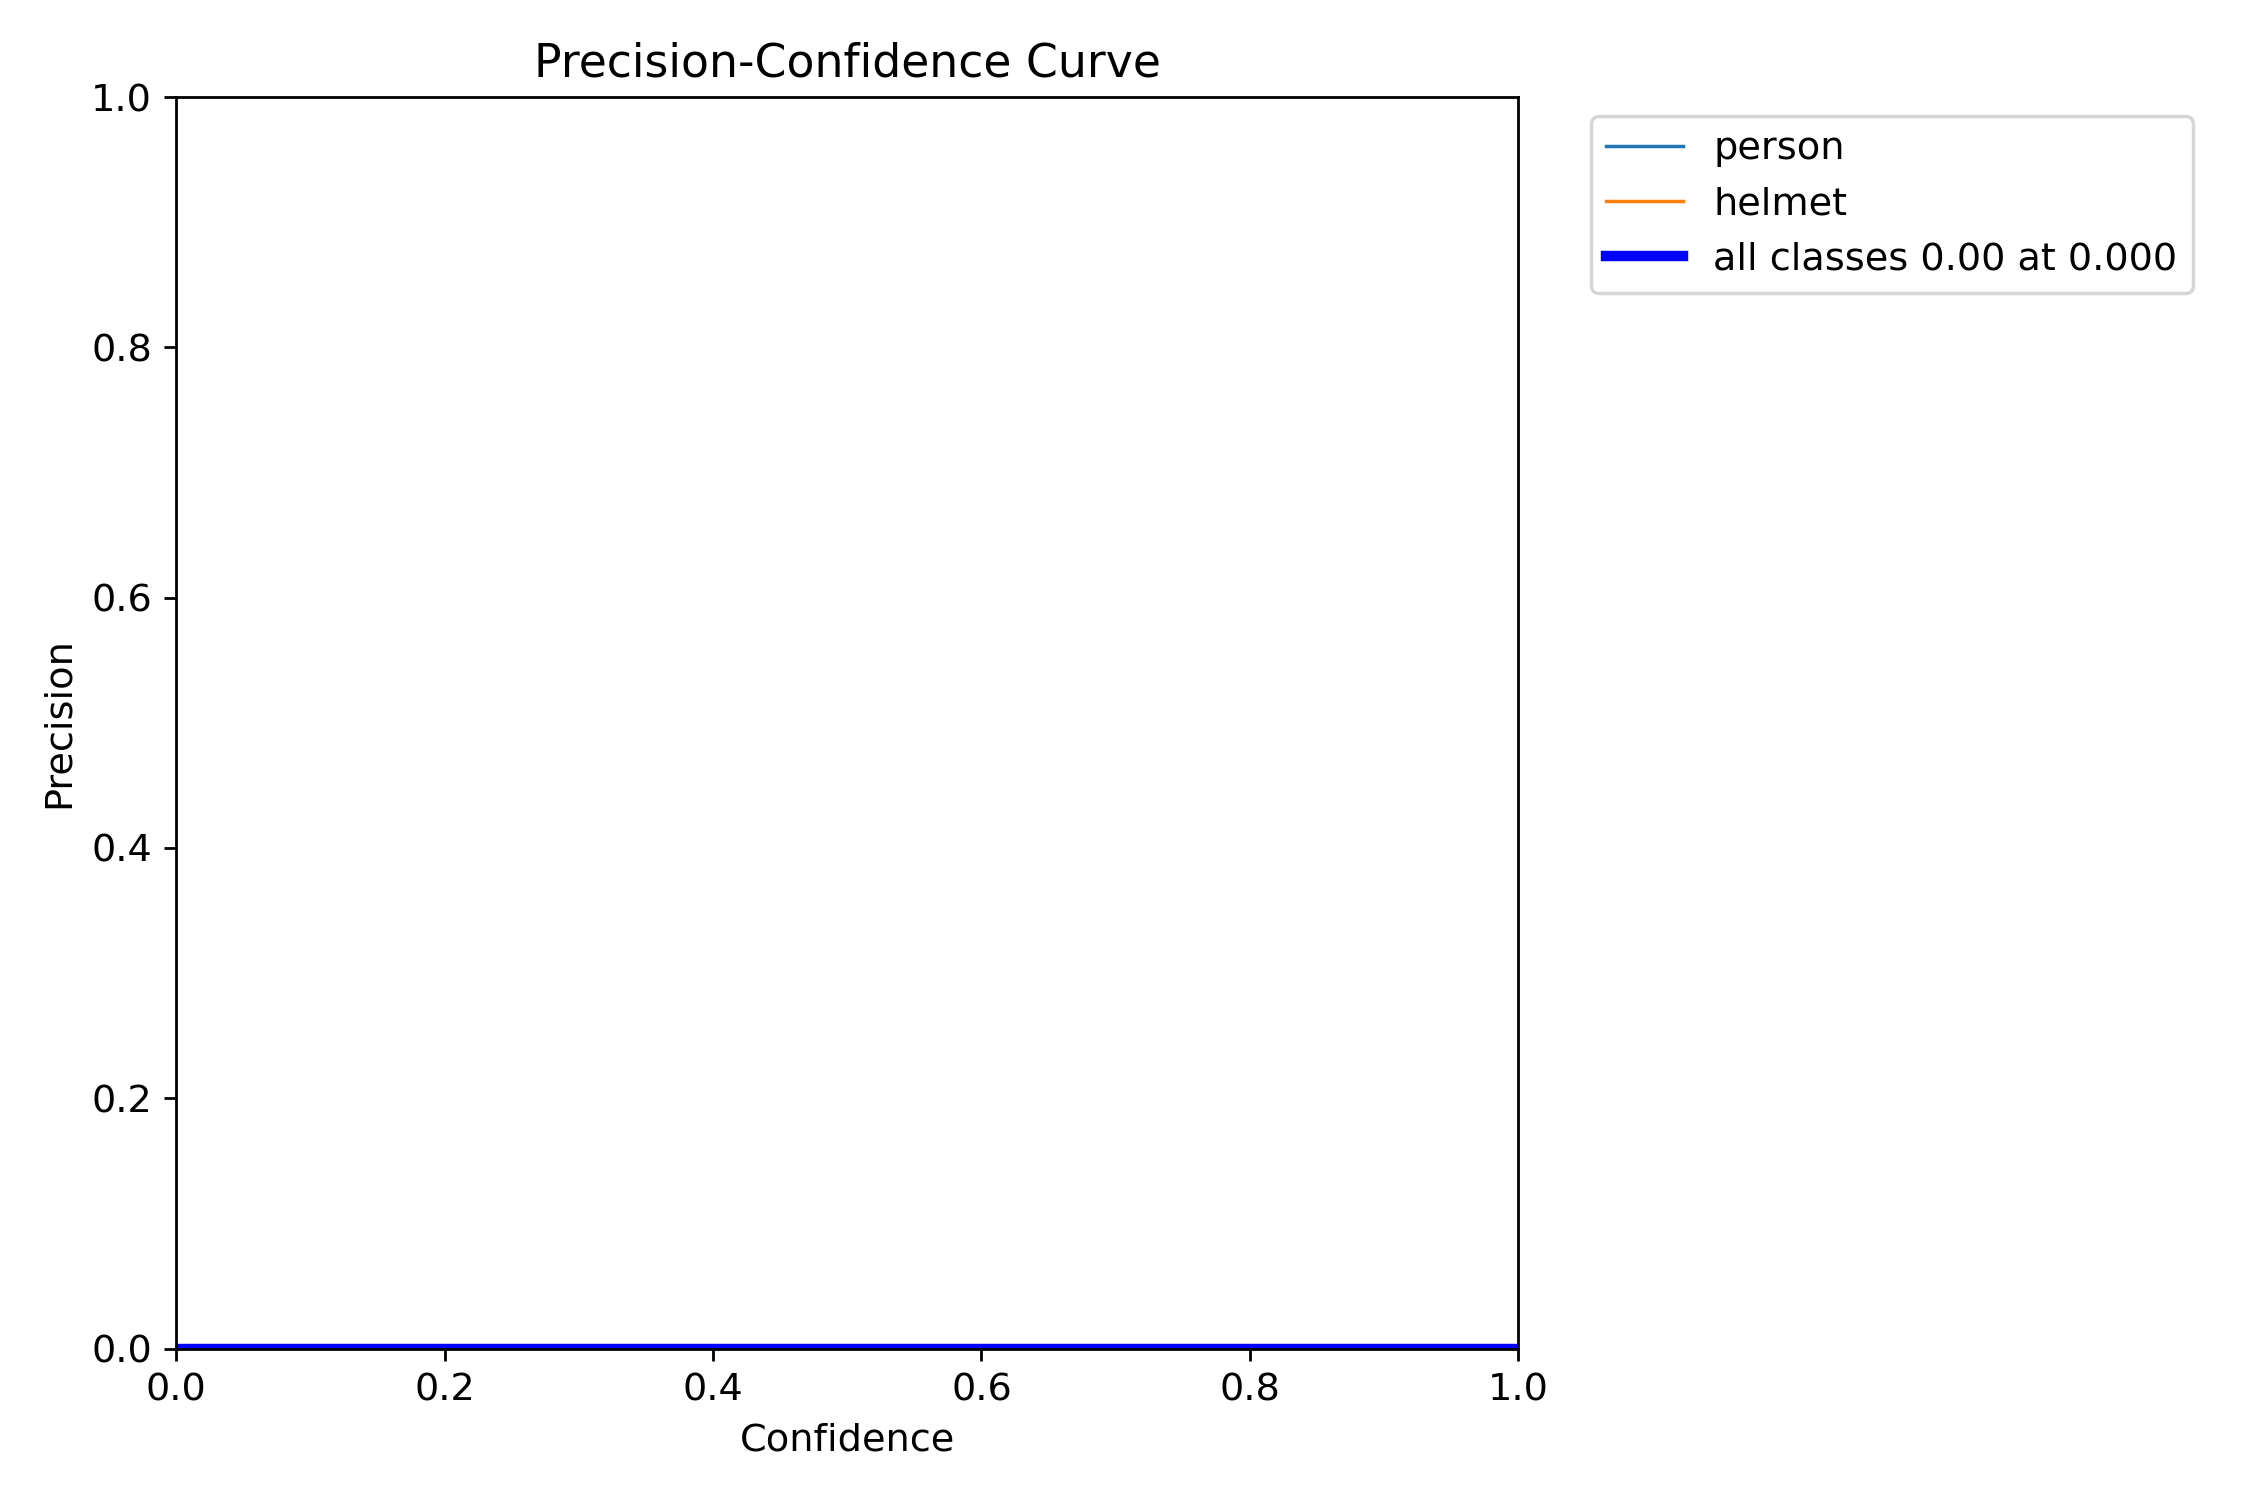 Precision-Confidence Curve
1.0
0.8
0.6
0.4
0.2
0.0
Precision
0.0 0.2 0.4 0.6 0.8 1.0
Confidence
person
helmet
all classes 0.00 at 0.000